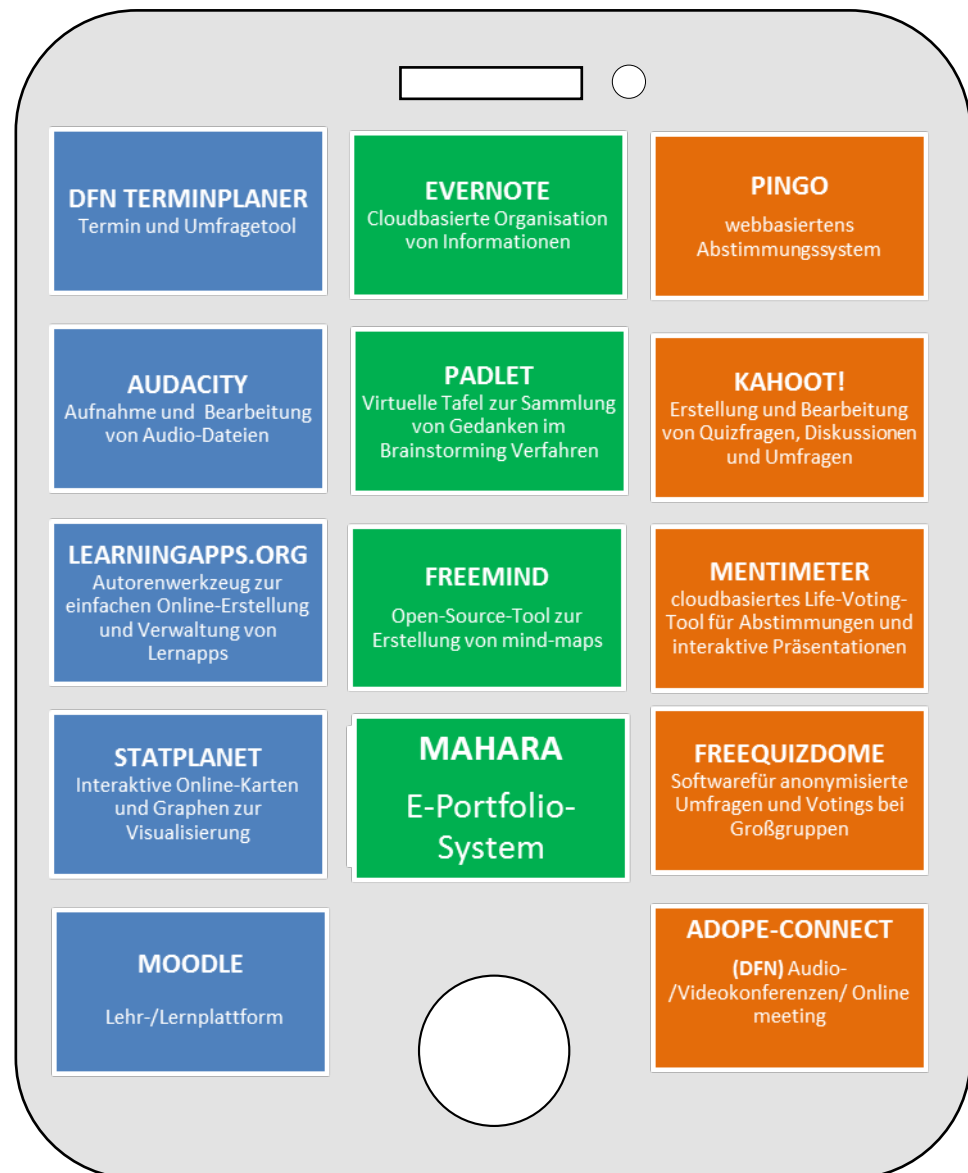 DFN TERMINPLANER
Termin und Umfragetool
EVERNOTE
Cloudbasierte Organisation
von Informationen
PINGO
webbasiertens
Abstimmungssystem
AUDACITY
Aufnahme und Bearbeitung
von Audio-Dateien
PADLET
Virtuelle Tafel zur Sammlung
von Gedanken im
Brainstorming Verfahren
KAHOOT!
Erstellung und Bearbeitung
von Quizfragen, Diskussionen
und Umfragen
LEARNINGAPPS.ORG
Autorenwerkzeug zur
einfachen Online-Erstellung
und Verwaltung von
Lernapps
FREEMIND
Open-Source-Tool zur
Erstellung von mind-maps
MENTIMETER
cloudbasiertes Life-Voting-
Tool für Abstimmungen und
interaktive Präsentationen
STATPLANET
Interaktive Online-Karten
und Graphen zur
Visualisierung
MAHARA
E-Portfolio-
System
FREEQUIZDOME
Softwarefür anonymisierte
Umfragen und Votings bei
Großgruppen
MOODLE
Lehr-/Lernplattform
ADOPE-CONNECT
(DFN) Audio-
/Videokonferenzen/ Online
meeting